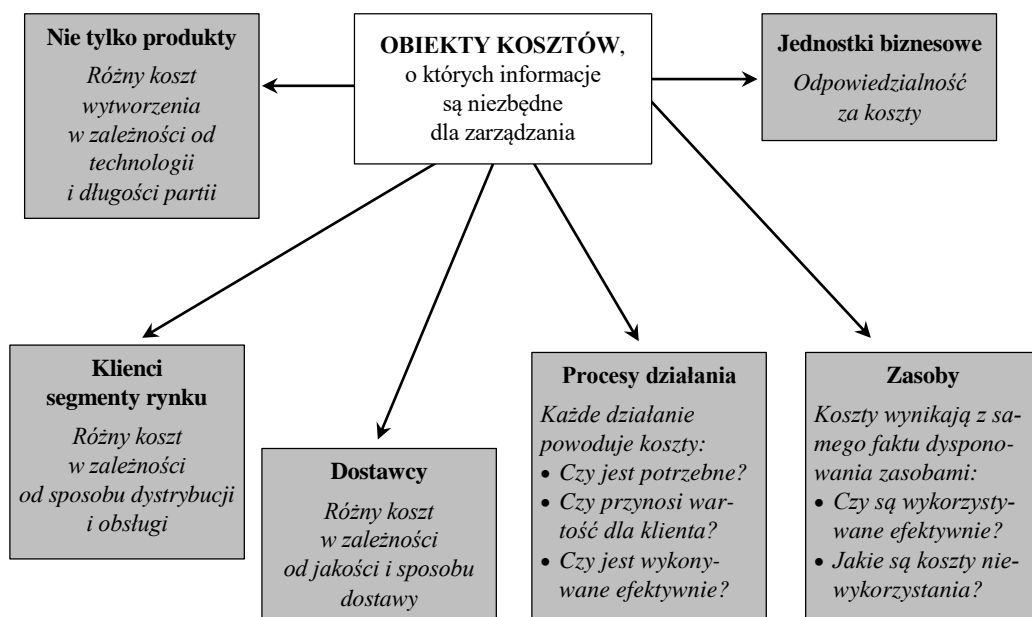 Nie tylko produkty
Różny koszt
wytworzenia
w zależności od
technologii
i długości partii
OBIEKTY KOSZTÓW,
o których informacje
są niezbędne
dla zarządzania
Jednostki biznesowe
Odpowiedzialność
za koszty
Klienci
segmenty rynku
Różny koszt
w zależności
od sposobu dystrybucji
i obsługi
Dostawcy
Różny koszt
w zależności
od jakości i sposobu
dostawy
Procesy działania
Każde działanie
powoduje koszty:
• Czy jest potrzebne?
• Czy przynosi war-
tość dla klienta?
• Czy jest wykony-
wane efektywnie?
Zasoby
Koszty wynikają z sa-
mego faktu dyspono-
wania zasobami:
• Czy są wykorzysty-
wane efektywnie?
• Jakie są koszty nie-
wykorzystania?